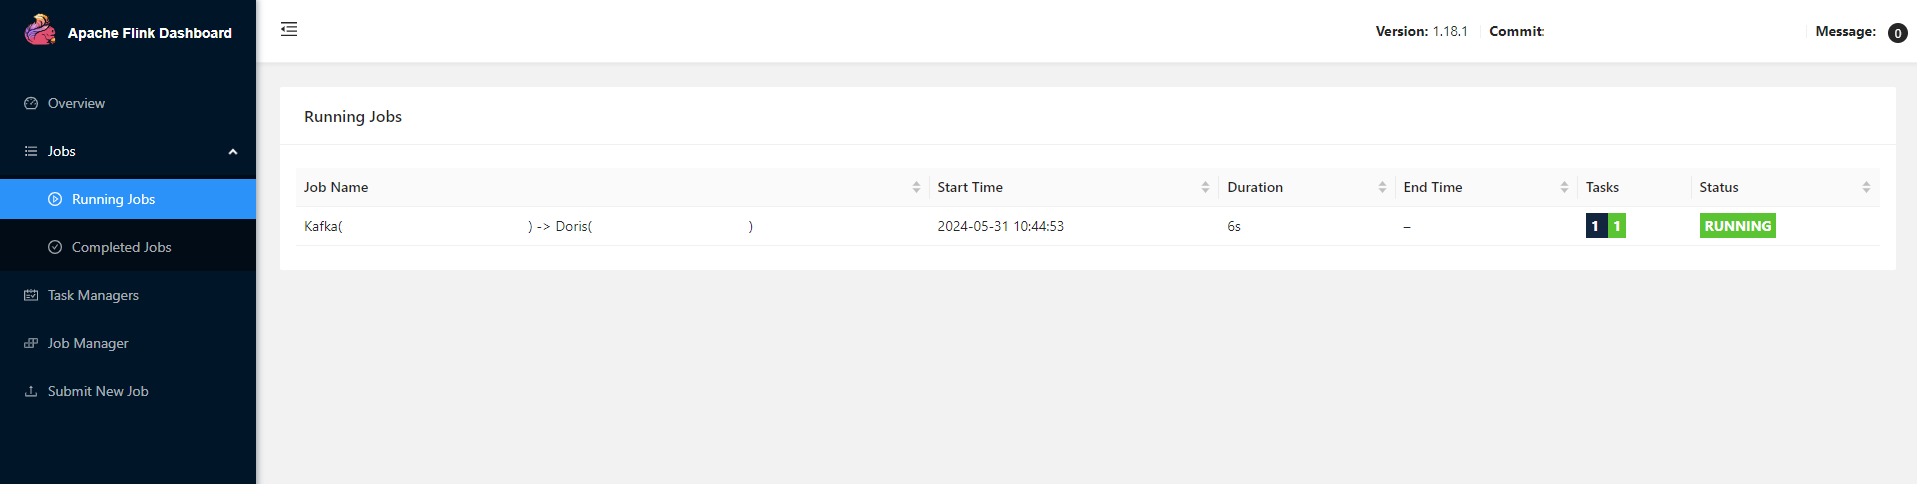 Apache Flink Dashboard
Version: 1.18.1 Commit: Message: 0
Overview
Jobs
Running Jobs
Completed Jobs
Task Managers
Job Manager
Submit New Job
Running Jobs
Job Name Start Time Duration End Time Tasks Status
Kafka( ) -> Doris( ) 2024-05-31 10:44:53 6s – 1 1 RUNNING